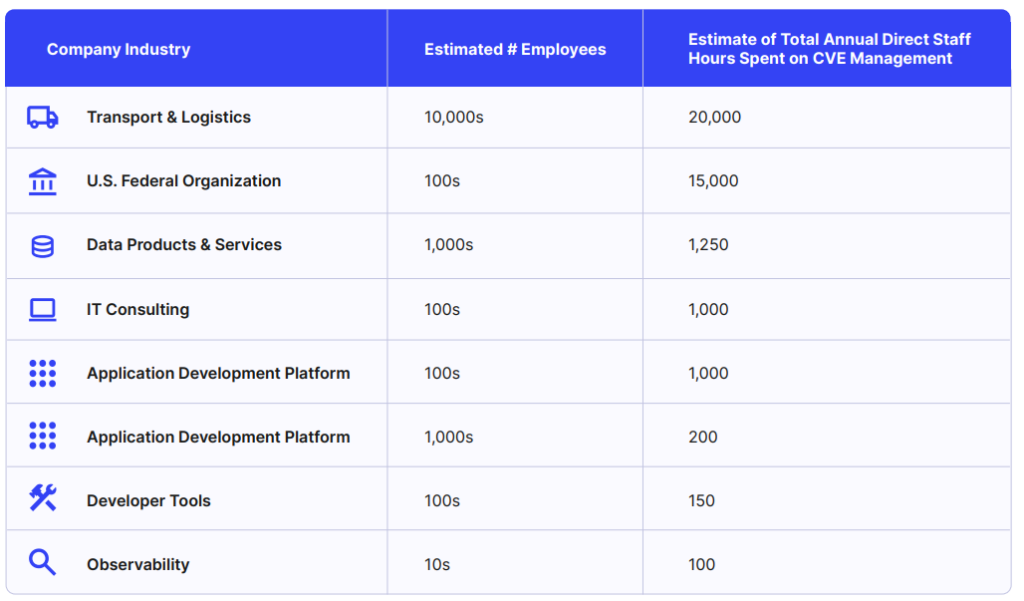 Company Industry
Estimated # Employees
Estimate of Total Annual Direct Staff
Hours Spent on CVE Management
Transport & Logistics
10,000s
20,000
U.S. Federal Organization
100s
15,000
Data Products & Services
1,000s
1,250
IT Consulting
100s
1,000
Application Development Platform
100s
1,000
Application Development Platform
1,000s
200
Developer Tools
100s
150
Observability
10s
100